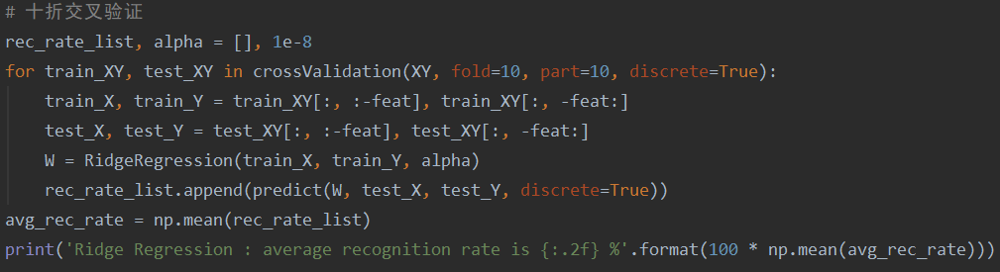 # 十折交叉验证
rec_rate_list, alpha = [], 1e-8
for train_XY, test_XY in crossValidation(XY, fold=10, part=10, discrete=True):
    train_X, train_Y = train_XY[:, :-feat], train_XY[:, -feat:]
    test_X, test_Y = test_XY[:, :-feat], test_XY[:, -feat:]
    W = RidgeRegression(train_X, train_Y, alpha)
    rec_rate_list.append(predict(W, test_X, test_Y, discrete=True))
avg_rec_rate = np.mean(rec_rate_list)
print('Ridge Regression : average recognition rate is {:.2f} %'.format(100 * np.mean(avg_rec_rate)))